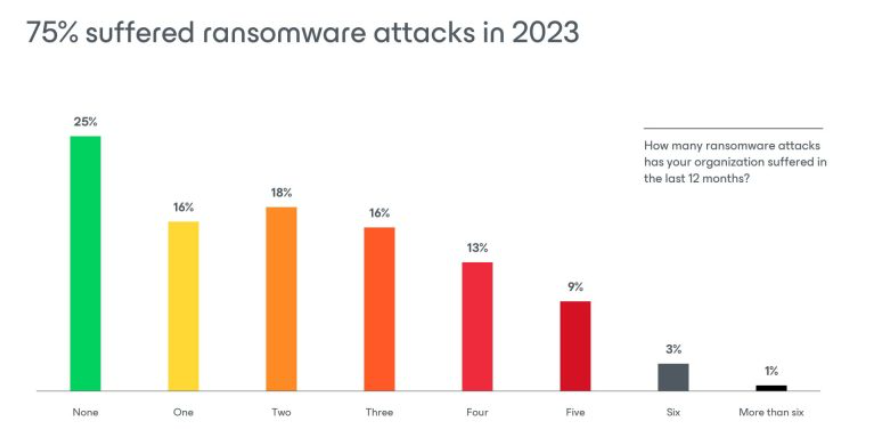 75% suffered ransomware attacks in 2023
25%
16%
18%
16%
13%
9%
3%
1%
How many ransomware attacks
has your organization suffered in
the last 12 months?
None
One
Two
Three
Four
Five
Six
More than six